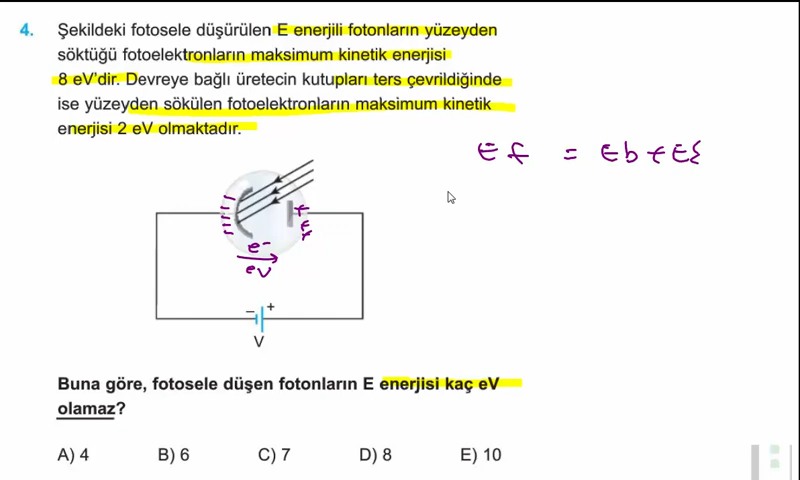 4. Şekildeki fotosele düşürülen E enerjili fotonların yüzeyden
söktüğü fotoelektronların maksimum kinetik enerjisi
8 eV'dir. Devreye bağlı üretecin kutupları ters çevrildiğinde
ise yüzeyden sökülen fotoelektronların maksimum kinetik
enerjisi 2 eV olmaktadır.
Ef = Eb + Eξ
e-
eV
- +
V
Buna göre, fotosele düşen fotonların E enerjisi kaç eV
olamaz?
A) 4 B) 6 C) 7 D) 8 E) 10